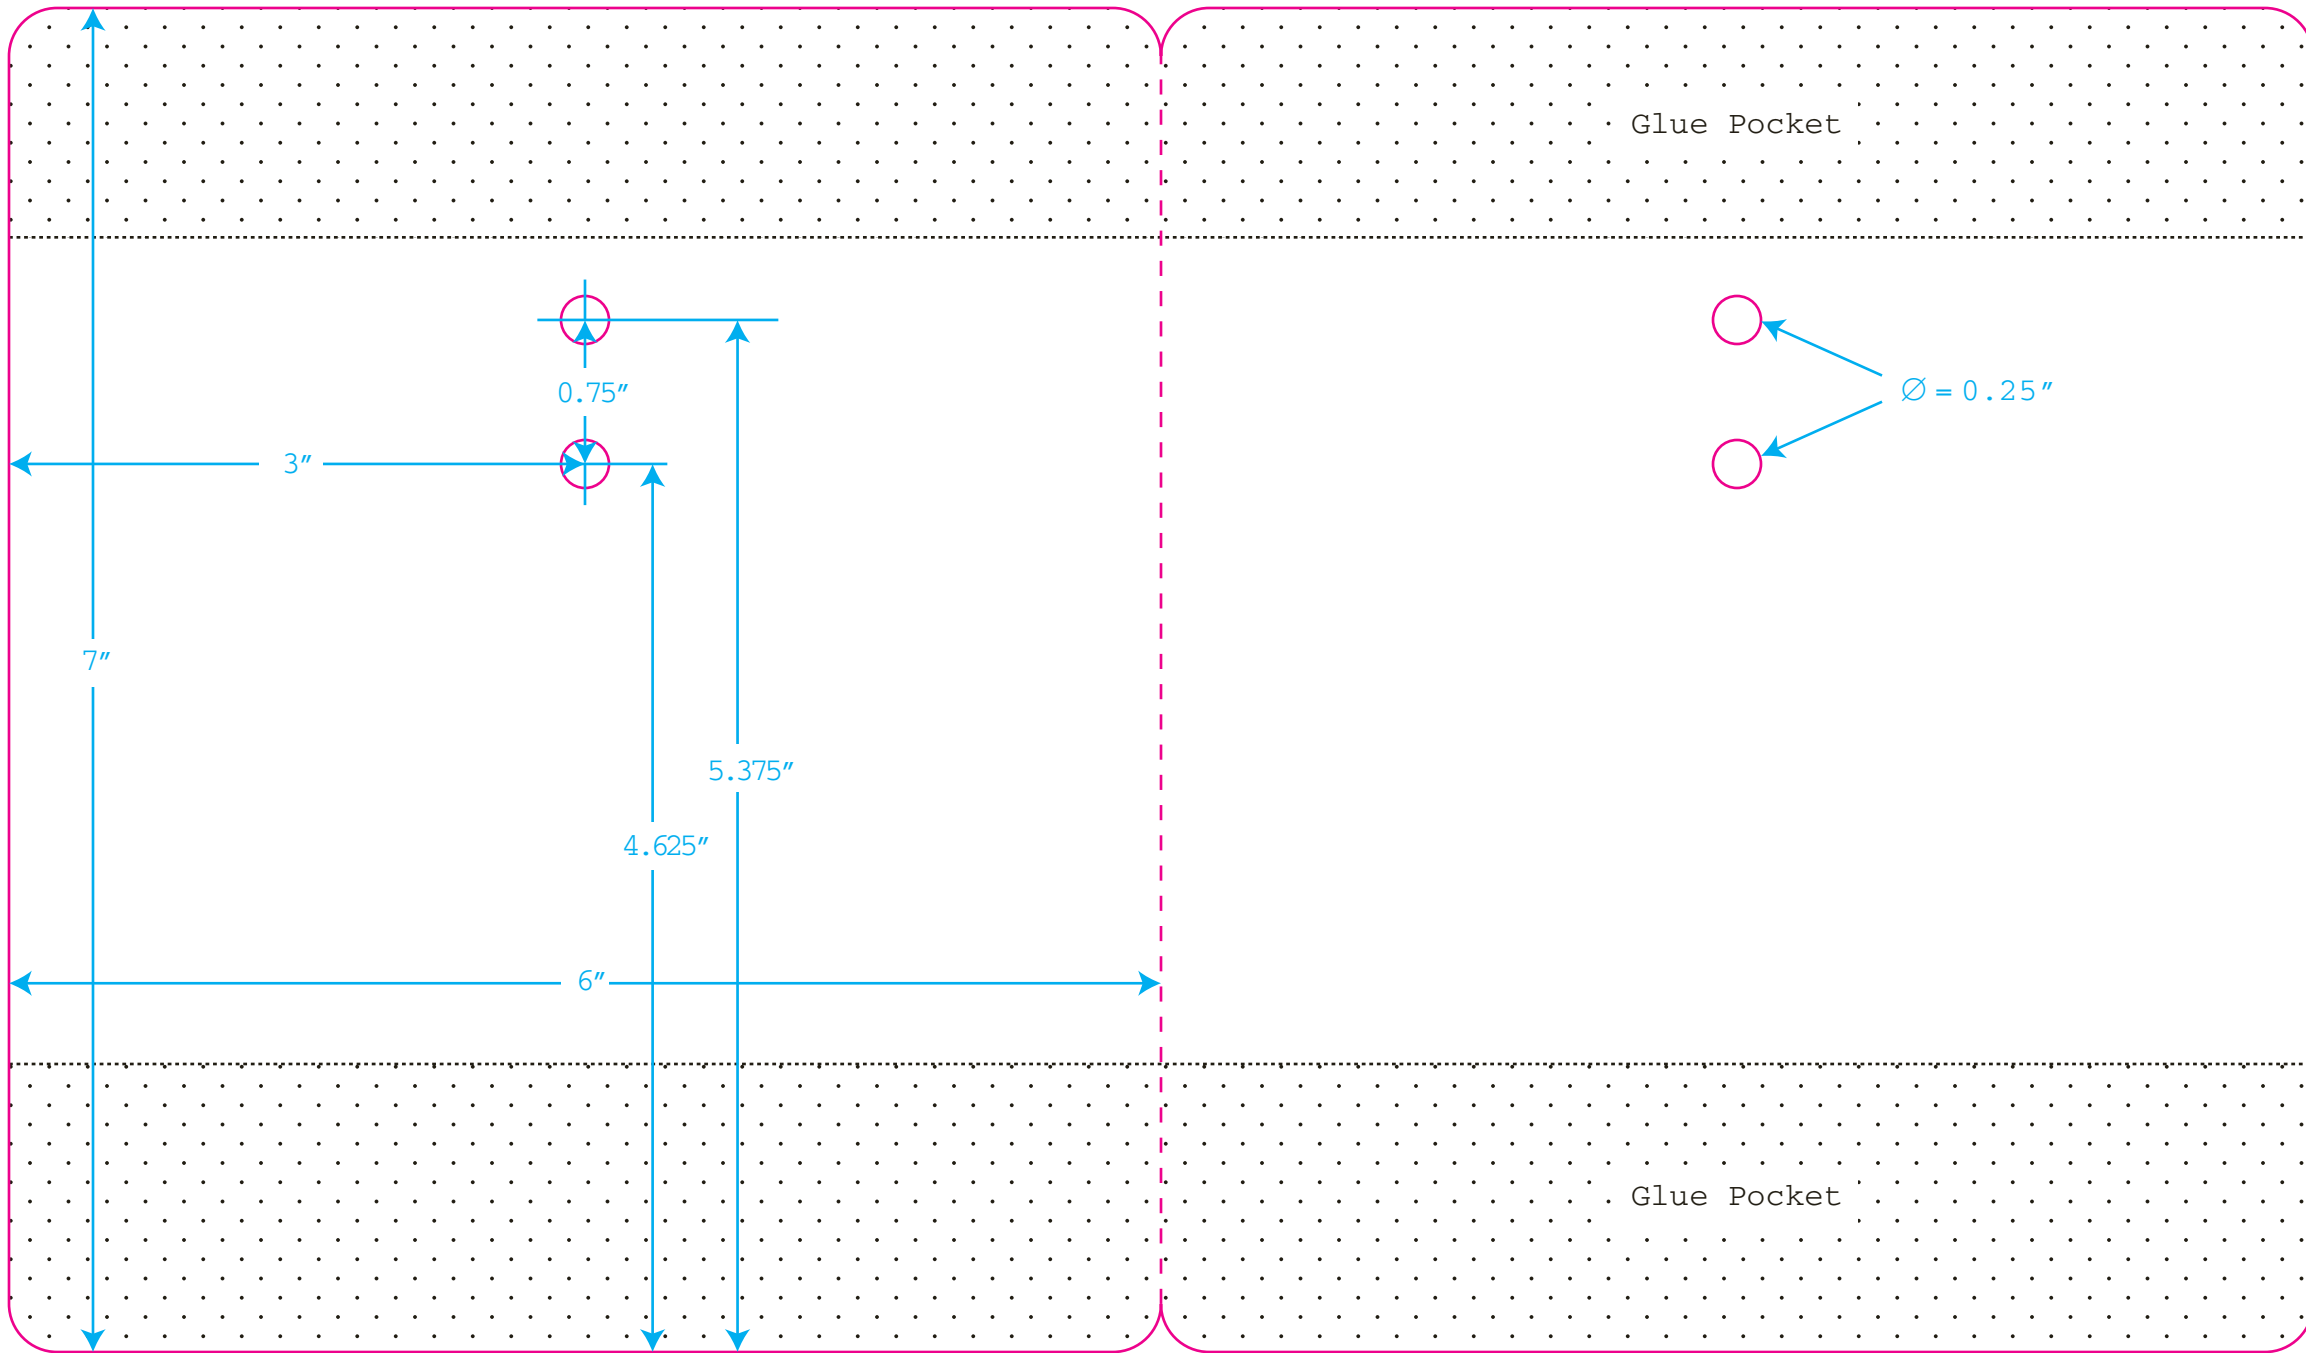 Glue Pocket
0.75″
Ø = 0.25″
3″
7″
5.375″
4.625″
6″
Glue Pocket